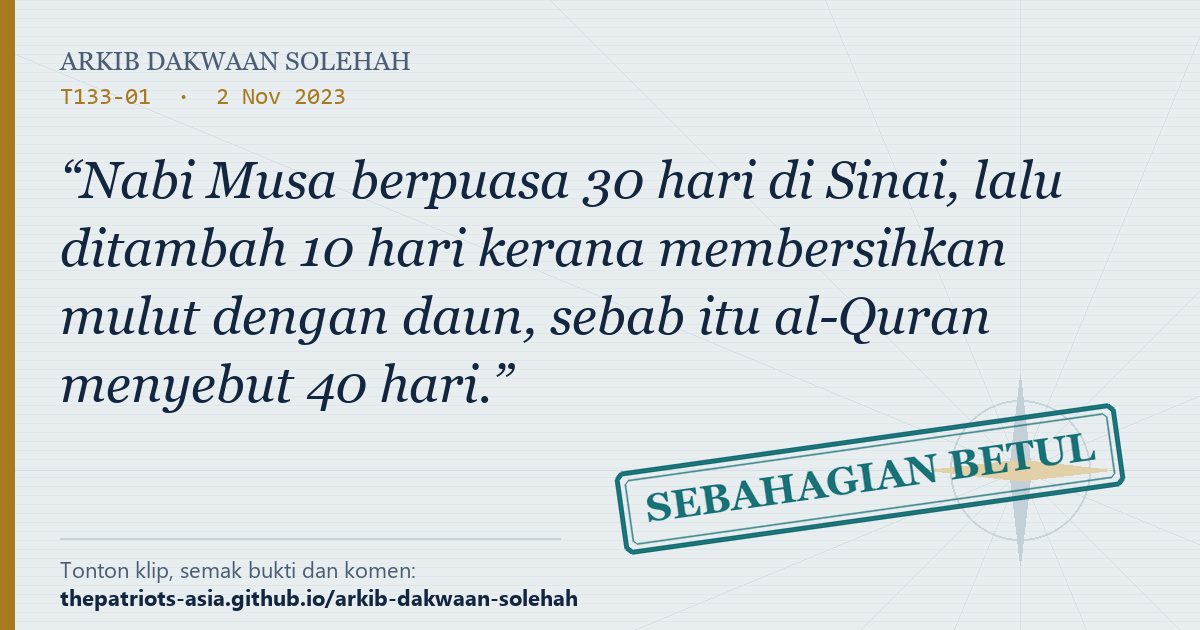 ARKIB DAKWAAN SOLEHAH
T133-01 · 2 Nov 2023
“Nabi Musa berpuasa 30 hari di Sinai, lalu
ditambah 10 hari kerana membersihkan
mulut dengan daun, sebab itu al-Quran
menyebut 40 hari.”
SEBAHAGIAN BETUL
Tonton klip, semak bukti dan komen:
thepatriots-asia.github.io/arkib-dakwaan-solehah